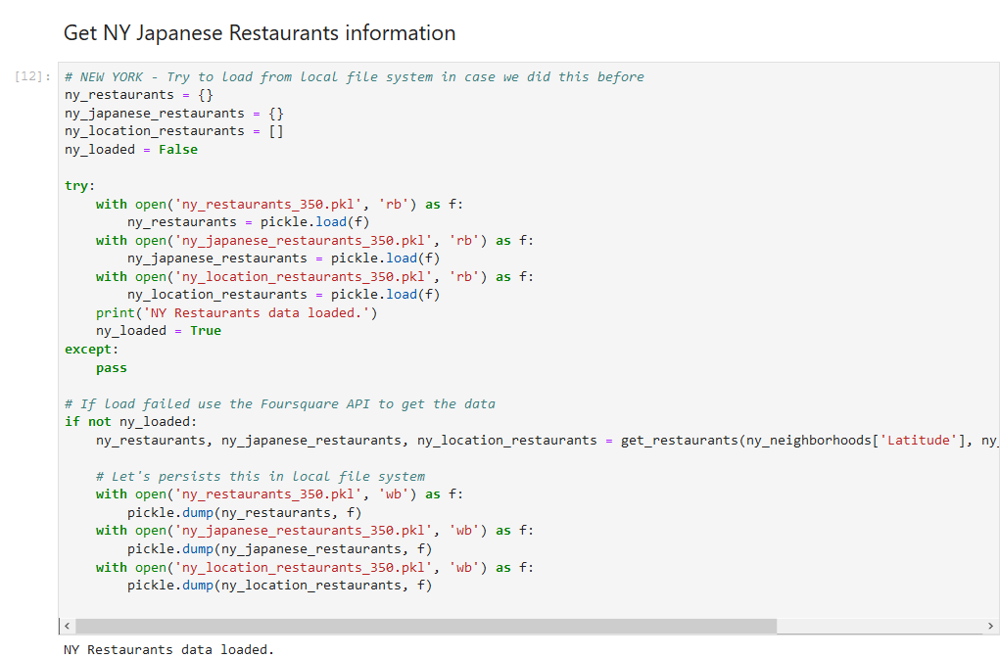 Get NY Japanese Restaurants information
[12]:
# NEW YORK - Try to load from local file system in case we did this before
ny_restaurants = {}
ny_japanese_restaurants = {}
ny_location_restaurants = []
ny_loaded = False

try:
    with open('ny_restaurants_350.pkl', 'rb') as f:
        ny_restaurants = pickle.load(f)
    with open('ny_japanese_restaurants_350.pkl', 'rb') as f:
        ny_japanese_restaurants = pickle.load(f)
    with open('ny_location_restaurants_350.pkl', 'rb') as f:
        ny_location_restaurants = pickle.load(f)
    print('NY Restaurants data loaded.')
    ny_loaded = True
except:
    pass

# If load failed use the Foursquare API to get the data
if not ny_loaded:
    ny_restaurants, ny_japanese_restaurants, ny_location_restaurants = get_restaurants(ny_neighborhoods['Latitude'], ny_

    # Let's persists this in local file system
    with open('ny_restaurants_350.pkl', 'wb') as f:
        pickle.dump(ny_restaurants, f)
    with open('ny_japanese_restaurants_350.pkl', 'wb') as f:
        pickle.dump(ny_japanese_restaurants, f)
    with open('ny_location_restaurants_350.pkl', 'wb') as f:
        pickle.dump(ny_location_restaurants, f)
NY Restaurants data loaded.